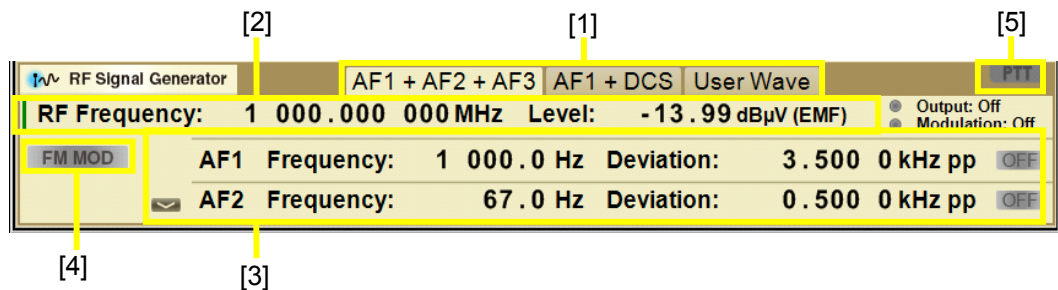 [2] [1] [5]
RF Signal Generator AF1 + AF2 + AF3 AF1 + DCS User Wave PTT
RF Frequency: 1 000.000 000 MHz Level: -13.99 dBµV (EMF) Output: Off
Modulation: Off
FM MOD AF1 Frequency: 1 000.0 Hz Deviation: 3.500 0 kHz pp OFF
AF2 Frequency: 67.0 Hz Deviation: 0.500 0 kHz pp OFF
[4] [3]